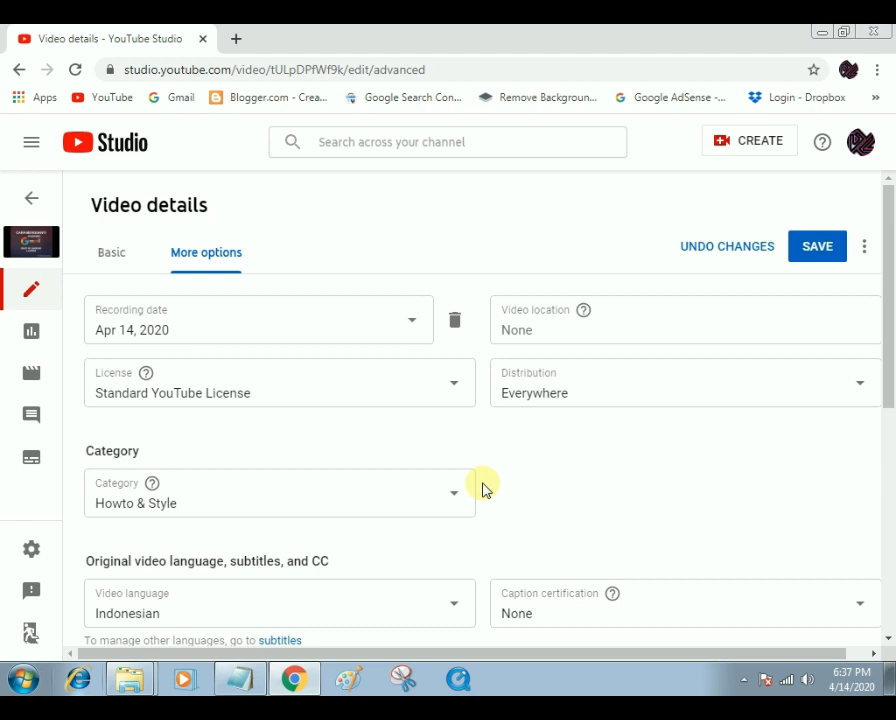 Video details - YouTube Studio
studio.youtube.com/video/tULpDPfWf9k/edit/advanced
Apps YouTube Gmail Blogger.com - Crea... Google Search Con... Remove Backgroun... Google AdSense -... Login - Dropbox »
Studio Search across your channel CREATE
Video details
Basic More options UNDO CHANGES SAVE
Recording date Video location
Apr 14, 2020 None
License Distribution
Standard YouTube License Everywhere
Category
Category
Howto & Style
Original video language, subtitles, and CC
Video language Caption certification
Indonesian None
To manage other languages, go to subtitles
6:37 PM
4/14/2020